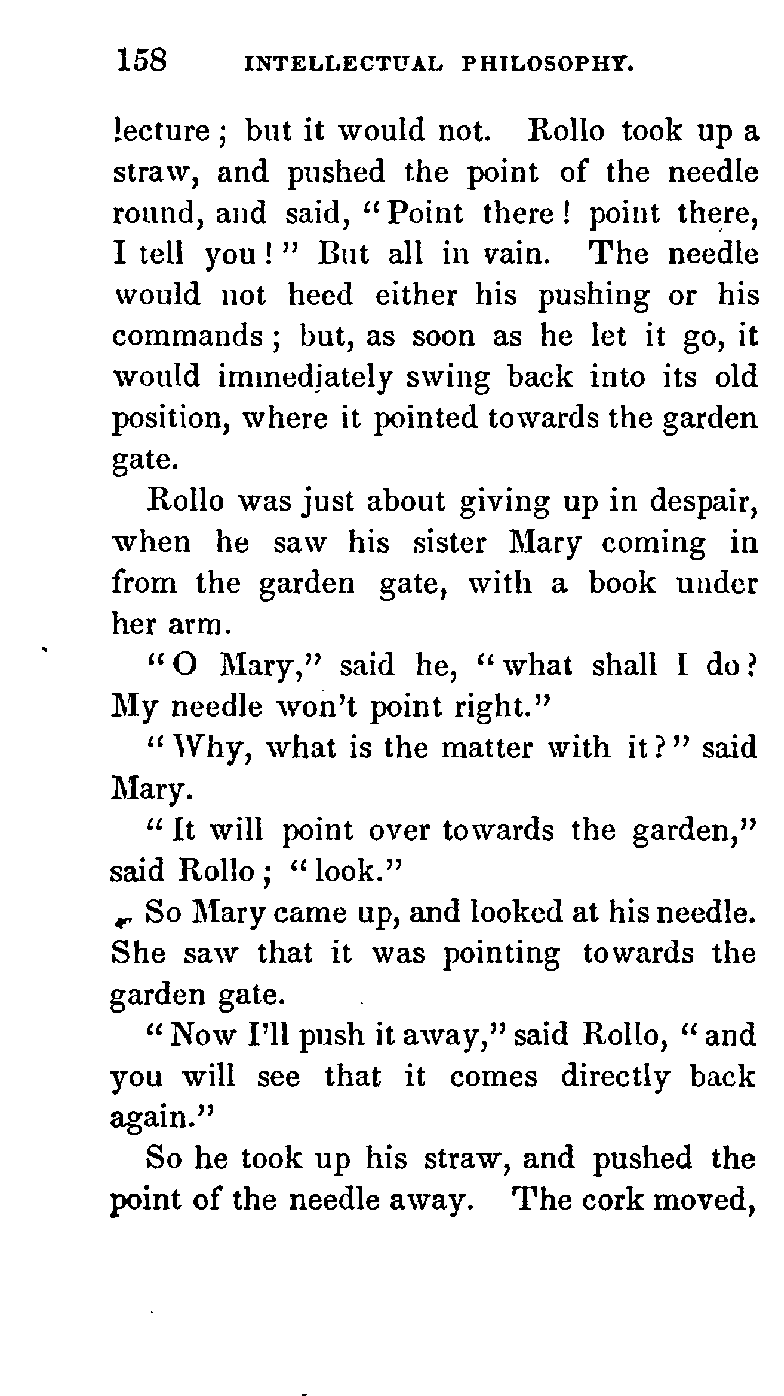 158 INTELLECTUAL PHILOSOPHY.
lecture; but it would not. Rollo took up a
straw, and pushed the point of the needle
round, and said, "Point there! point there,
I tell you!" But all in vain. The needle
would not heed either his pushing or his
commands; but, as soon as he let it go, it
would immediately swing back into its old
position, where it pointed towards the garden
gate.
Rollo was just about giving up in despair,
when he saw his sister Mary coming in
from the garden gate, with a book under
her arm.
"O Mary," said he, "what shall I do?
My needle won't point right."
"Why, what is the matter with it?" said
Mary.
"It will point over towards the garden,"
said Rollo; "look."
So Mary came up, and looked at his needle.
She saw that it was pointing towards the
garden gate.
"Now I'll push it away," said Rollo, "and
you will see that it comes directly back
again."
So he took up his straw, and pushed the
point of the needle away. The cork moved,